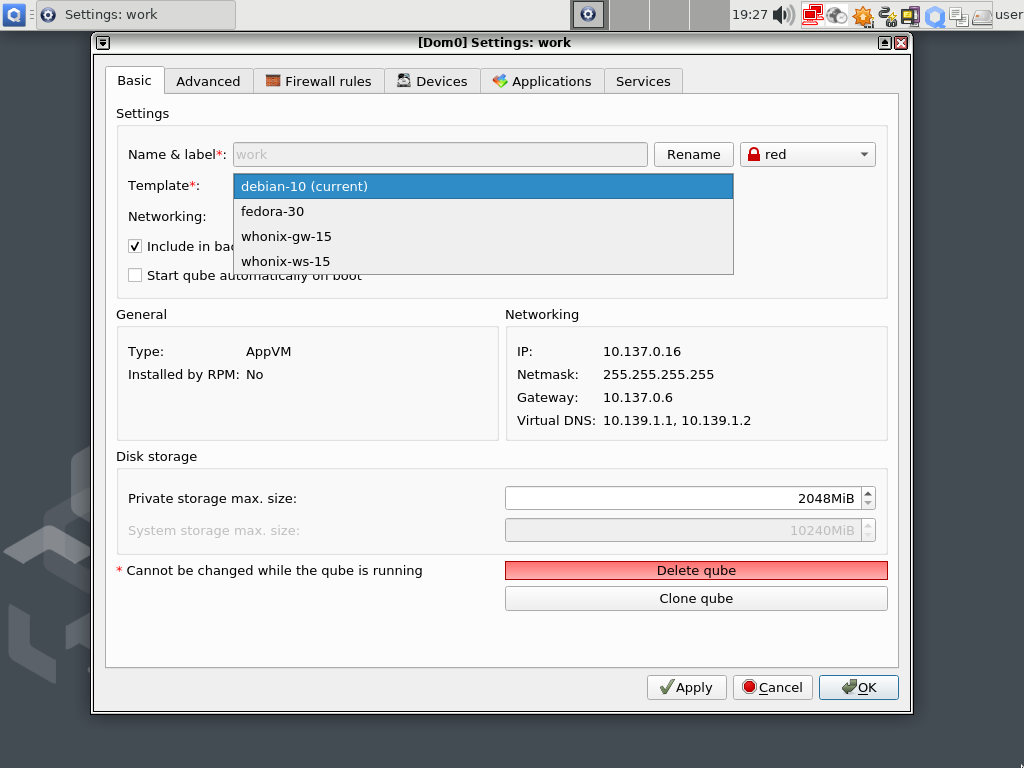 Settings: work
19:27
user
[Dom0] Settings: work
Basic Advanced Firewall rules Devices Applications Services
Settings
Name & label*: work Rename red
Template*: debian-10 (current)
fedora-30
Networking:
whonix-gw-15
Include in bac
whonix-ws-15
Start qube automatically on boot
General
Type: AppVM
Installed by RPM: No
Networking
IP: 10.137.0.16
Netmask: 255.255.255.255
Gateway: 10.137.0.6
Virtual DNS: 10.139.1.1, 10.139.1.2
Disk storage
Private storage max. size: 2048MiB
System storage max. size: 10240MiB
* Cannot be changed while the qube is running
Delete qube
Clone qube
Apply Cancel OK